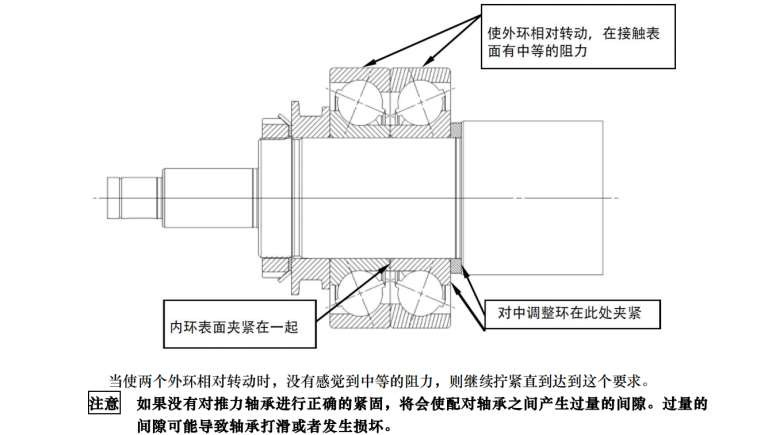 使外环相对转动，在接触表
面有中等的阻力
内环表面夹紧在一起
对中调整环在此处夹紧
当使两个外环相对转动时，没有感觉到中等的阻力，则继续拧紧直到达到这个要求。
注意 如果没有对推力轴承进行正确的紧固，将会使配对轴承之间产生过量的间隙。过量的
间隙可能导致轴承打滑或者发生损坏。